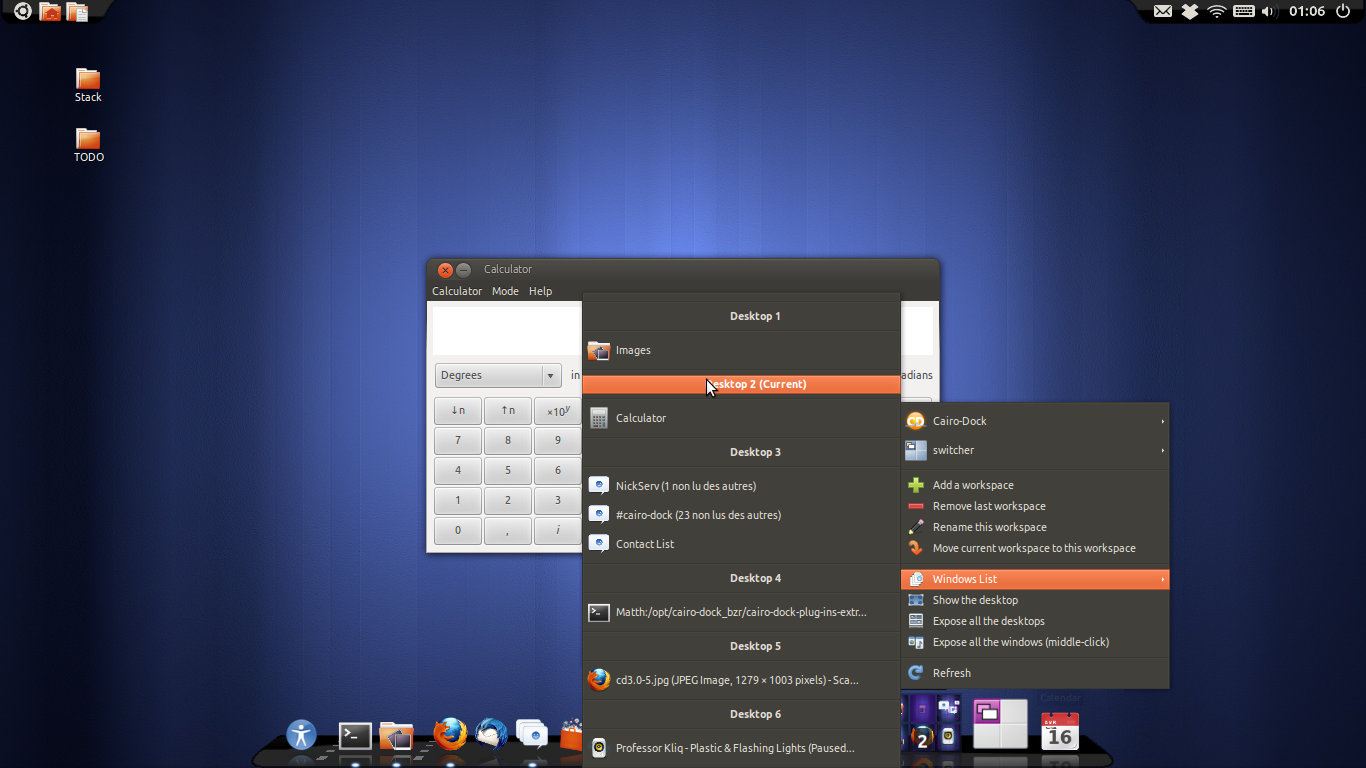 01:06
Stack
TODO
Calculator
Calculator Mode Help
Degrees
in
adians
↓n ↑n ×10ʸ
7 8 9
4 5 6
1 2 3
0 , i
Desktop 1
Images
esktop 2 (Current)
Calculator
Desktop 3
NickServ (1 non lu des autres)
#cairo-dock (23 non lus des autres)
Contact List
Desktop 4
Matth:/opt/cairo-dock_bzr/cairo-dock-plug-ins-extr...
Desktop 5
cd3.0-5.jpg (JPEG Image, 1279 × 1003 pixels) - Sca...
Desktop 6
Professor Kliq - Plastic & Flashing Lights (Paused...
Cairo-Dock
switcher
Add a workspace
Remove last workspace
Rename this workspace
Move current workspace to this workspace
Windows List
Show the desktop
Expose all the desktops
Expose all the windows (middle-click)
Refresh
Calendar
2
16